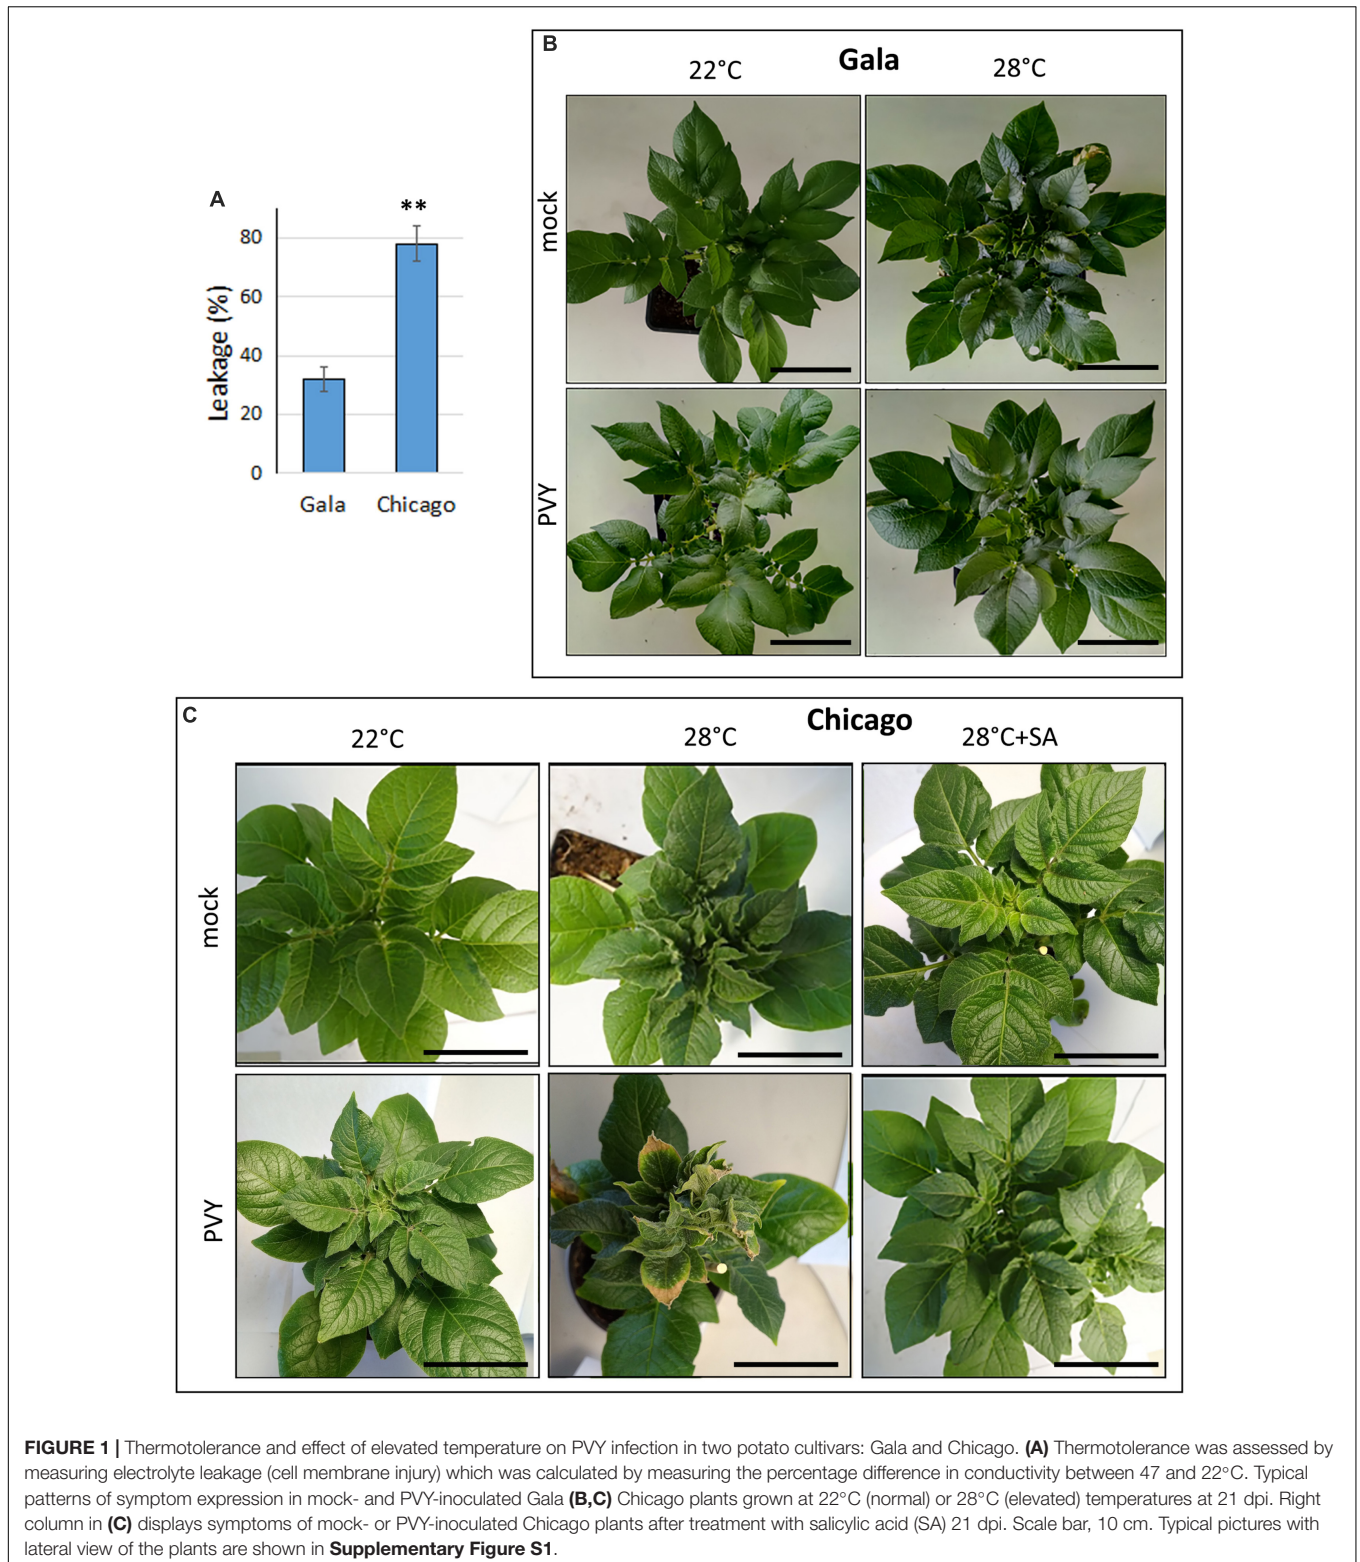 A
**
80
60
40
20
0
Leakage (%)
Gala Chicago
B
Gala
22°C 28°C
mock
PVY
C
Chicago
22°C 28°C 28°C+SA
mock
PVY
FIGURE 1 | Thermotolerance and effect of elevated temperature on PVY infection in two potato cultivars: Gala and Chicago. (A) Thermotolerance was assessed by
measuring electrolyte leakage (cell membrane injury) which was calculated by measuring the percentage difference in conductivity between 47 and 22°C. Typical
patterns of symptom expression in mock- and PVY-inoculated Gala (B,C) Chicago plants grown at 22°C (normal) or 28°C (elevated) temperatures at 21 dpi. Right
column in (C) displays symptoms of mock- or PVY-inoculated Chicago plants after treatment with salicylic acid (SA) 21 dpi. Scale bar, 10 cm. Typical pictures with
lateral view of the plants are shown in Supplementary Figure S1.